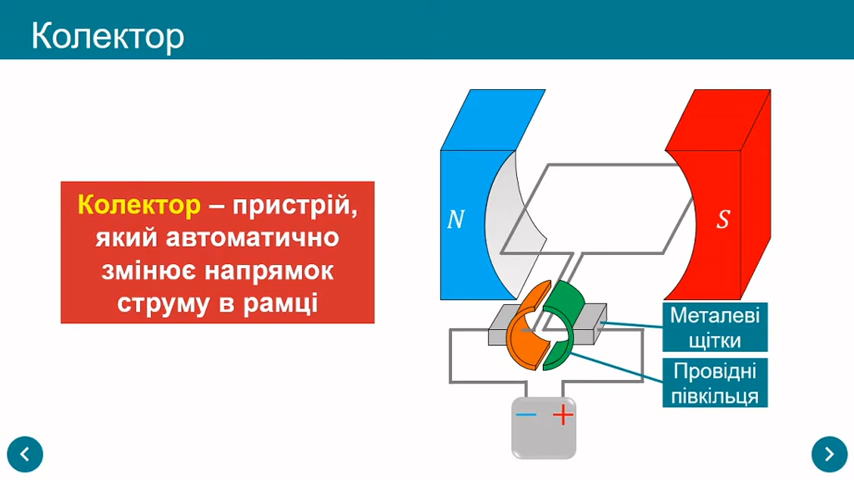 Колектор
Колектор – пристрій,
який автоматично
змінює напрямок
струму в рамці
N
S
Металеві
щітки
Провідні
півкільця
− +